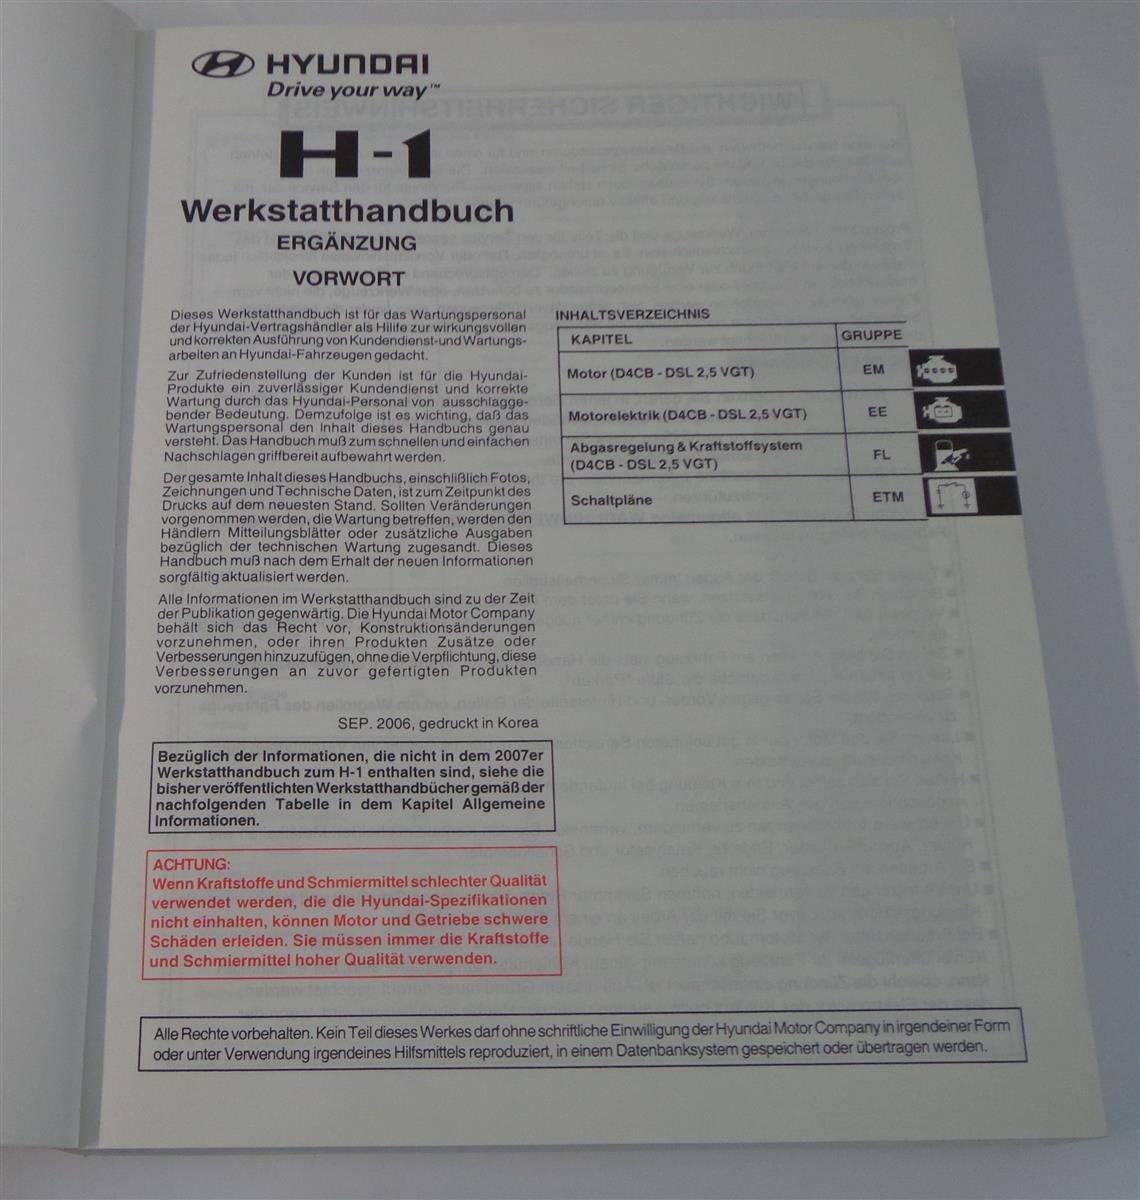 HYUNDAI
Drive your way™
H-1
Werkstatthandbuch
ERGÄNZUNG
VORWORT
Dieses Werkstatthandbuch ist für das Wartungspersonal
der Hyundai-Vertragshändler als Hilife zur wirkungsvollen
und korrekten Ausführung von Kundendienst-und Wartungs-
arbeiten an Hyundai-Fahrzeugen gedacht.
Zur Zufriedenstellung der Kunden ist für die Hyundai-
Produkte ein zuverlässiger Kundendienst und korrekte
Wartung durch das Hyundai-Personal von ausschlagge-
bender Bedeutung. Demzufolge ist es wichting, daß das
Wartungspersonal den Inhalt dieses Handbuchs genau
versteht. Das Handbuch muß zum schnellen und einfachen
Nachschlagen griffbereit aufbewahrt werden.
Der gesamte Inhalt dieses Handbuchs, einschlißlich Fotos,
Zeichnungen und Technische Daten, ist zum Zeitpunkt des
Drucks auf dem neuesten Stand. Sollten Veränderungen
vorgenommen werden, die Wartung betreffen, werden den
Händlern Mitteilungsblätter oder zusätzliche Ausgaben
bezüglich der technischen Wartung zugesandt. Dieses
Handbuch muß nach dem Erhalt der neuen Informationen
sorgfältig aktualisiert werden.
Alle Informationen im Werkstatthandbuch sind zu der Zeit
der Publikation gegenwärtig. Die Hyundai Motor Company
behält sich das Recht vor, Konstruktionsänderungen
vorzunehmen, oder ihren Produkten Zusätze oder
Verbesserungen hinzuzufügen, ohne die Verpflichtung, diese
Verbesserungen an zuvor gefertigten Produkten
vorzunehmen.
SEP. 2006, gedruckt in Korea
Bezüglich der Informationen, die nicht in dem 2007er
Werkstatthandbuch zum H-1 enthalten sind, siehe die
bisher veröffentlichten Werkstatthandbücher gemäß der
nachfolgenden Tabelle in dem Kapitel Allgemeine
Informationen.
ACHTUNG:
Wenn Kraftstoffe und Schmiermittel schlechter Qualität
verwendet werden, die die Hyundai-Spezifikationen
nicht einhalten, können Motor und Getriebe schwere
Schäden erleiden. Sie müssen immer die Kraftstoffe
und Schmiermittel hoher Qualität verwenden.
INHALTSVERZEICHNIS
KAPITEL GRUPPE
Motor (D4CB - DSL 2,5 VGT) EM
Motorelektrik (D4CB - DSL 2,5 VGT) EE
Abgasregelung & Kraftstoffsystem
(D4CB - DSL 2,5 VGT) FL
Schaltpläne ETM
Alle Rechte vorbehalten. Kein Teil dieses Werkes darf ohne schriftliche Einwilligung der Hyundai Motor Company in irgendeiner Form
oder unter Verwendung irgendeines Hilfsmittels reproduziert, in einem Datenbanksystem gespeichert oder übertragen werden.